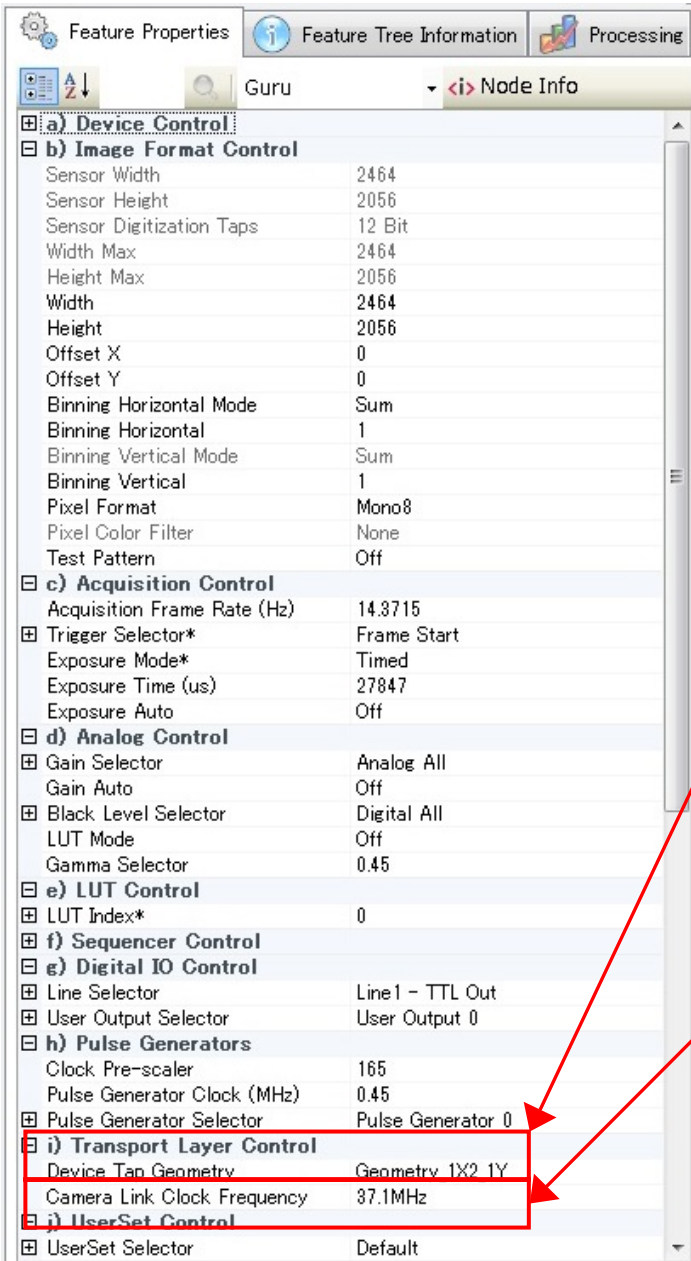 Feature Properties Feature Tree Information Processing
Guru <i> Node Info
a) Device Control
b) Image Format Control
Sensor Width 2464
Sensor Height 2056
Sensor Digitization Taps 12 Bit
Width Max 2464
Height Max 2056
Width 2464
Height 2056
Offset X 0
Offset Y 0
Binning Horizontal Mode Sum
Binning Horizontal 1
Binning Vertical Mode Sum
Binning Vertical 1
Pixel Format Mono8
Pixel Color Filter None
Test Pattern Off
c) Acquisition Control
Acquisition Frame Rate (Hz) 14.3715
Trigger Selector* Frame Start
Exposure Mode* Timed
Exposure Time (us) 27847
Exposure Auto Off
d) Analog Control
Gain Selector Analog All
Gain Auto Off
Black Level Selector Digital All
LUT Mode Off
Gamma Selector 0.45
e) LUT Control
LUT Index* 0
f) Sequencer Control
g) Digital IO Control
Line Selector Line1 - TTL Out
User Output Selector User Output 0
h) Pulse Generators
Clock Pre-scaler 165
Pulse Generator Clock (MHz) 0.45
Pulse Generator Selector Pulse Generator 0
i) Transport Layer Control
Device Tap Geometry Geometry 1X2 1Y
Camera Link Clock Frequency 37.1MHz
j) UserSet Control
UserSet Selector Default